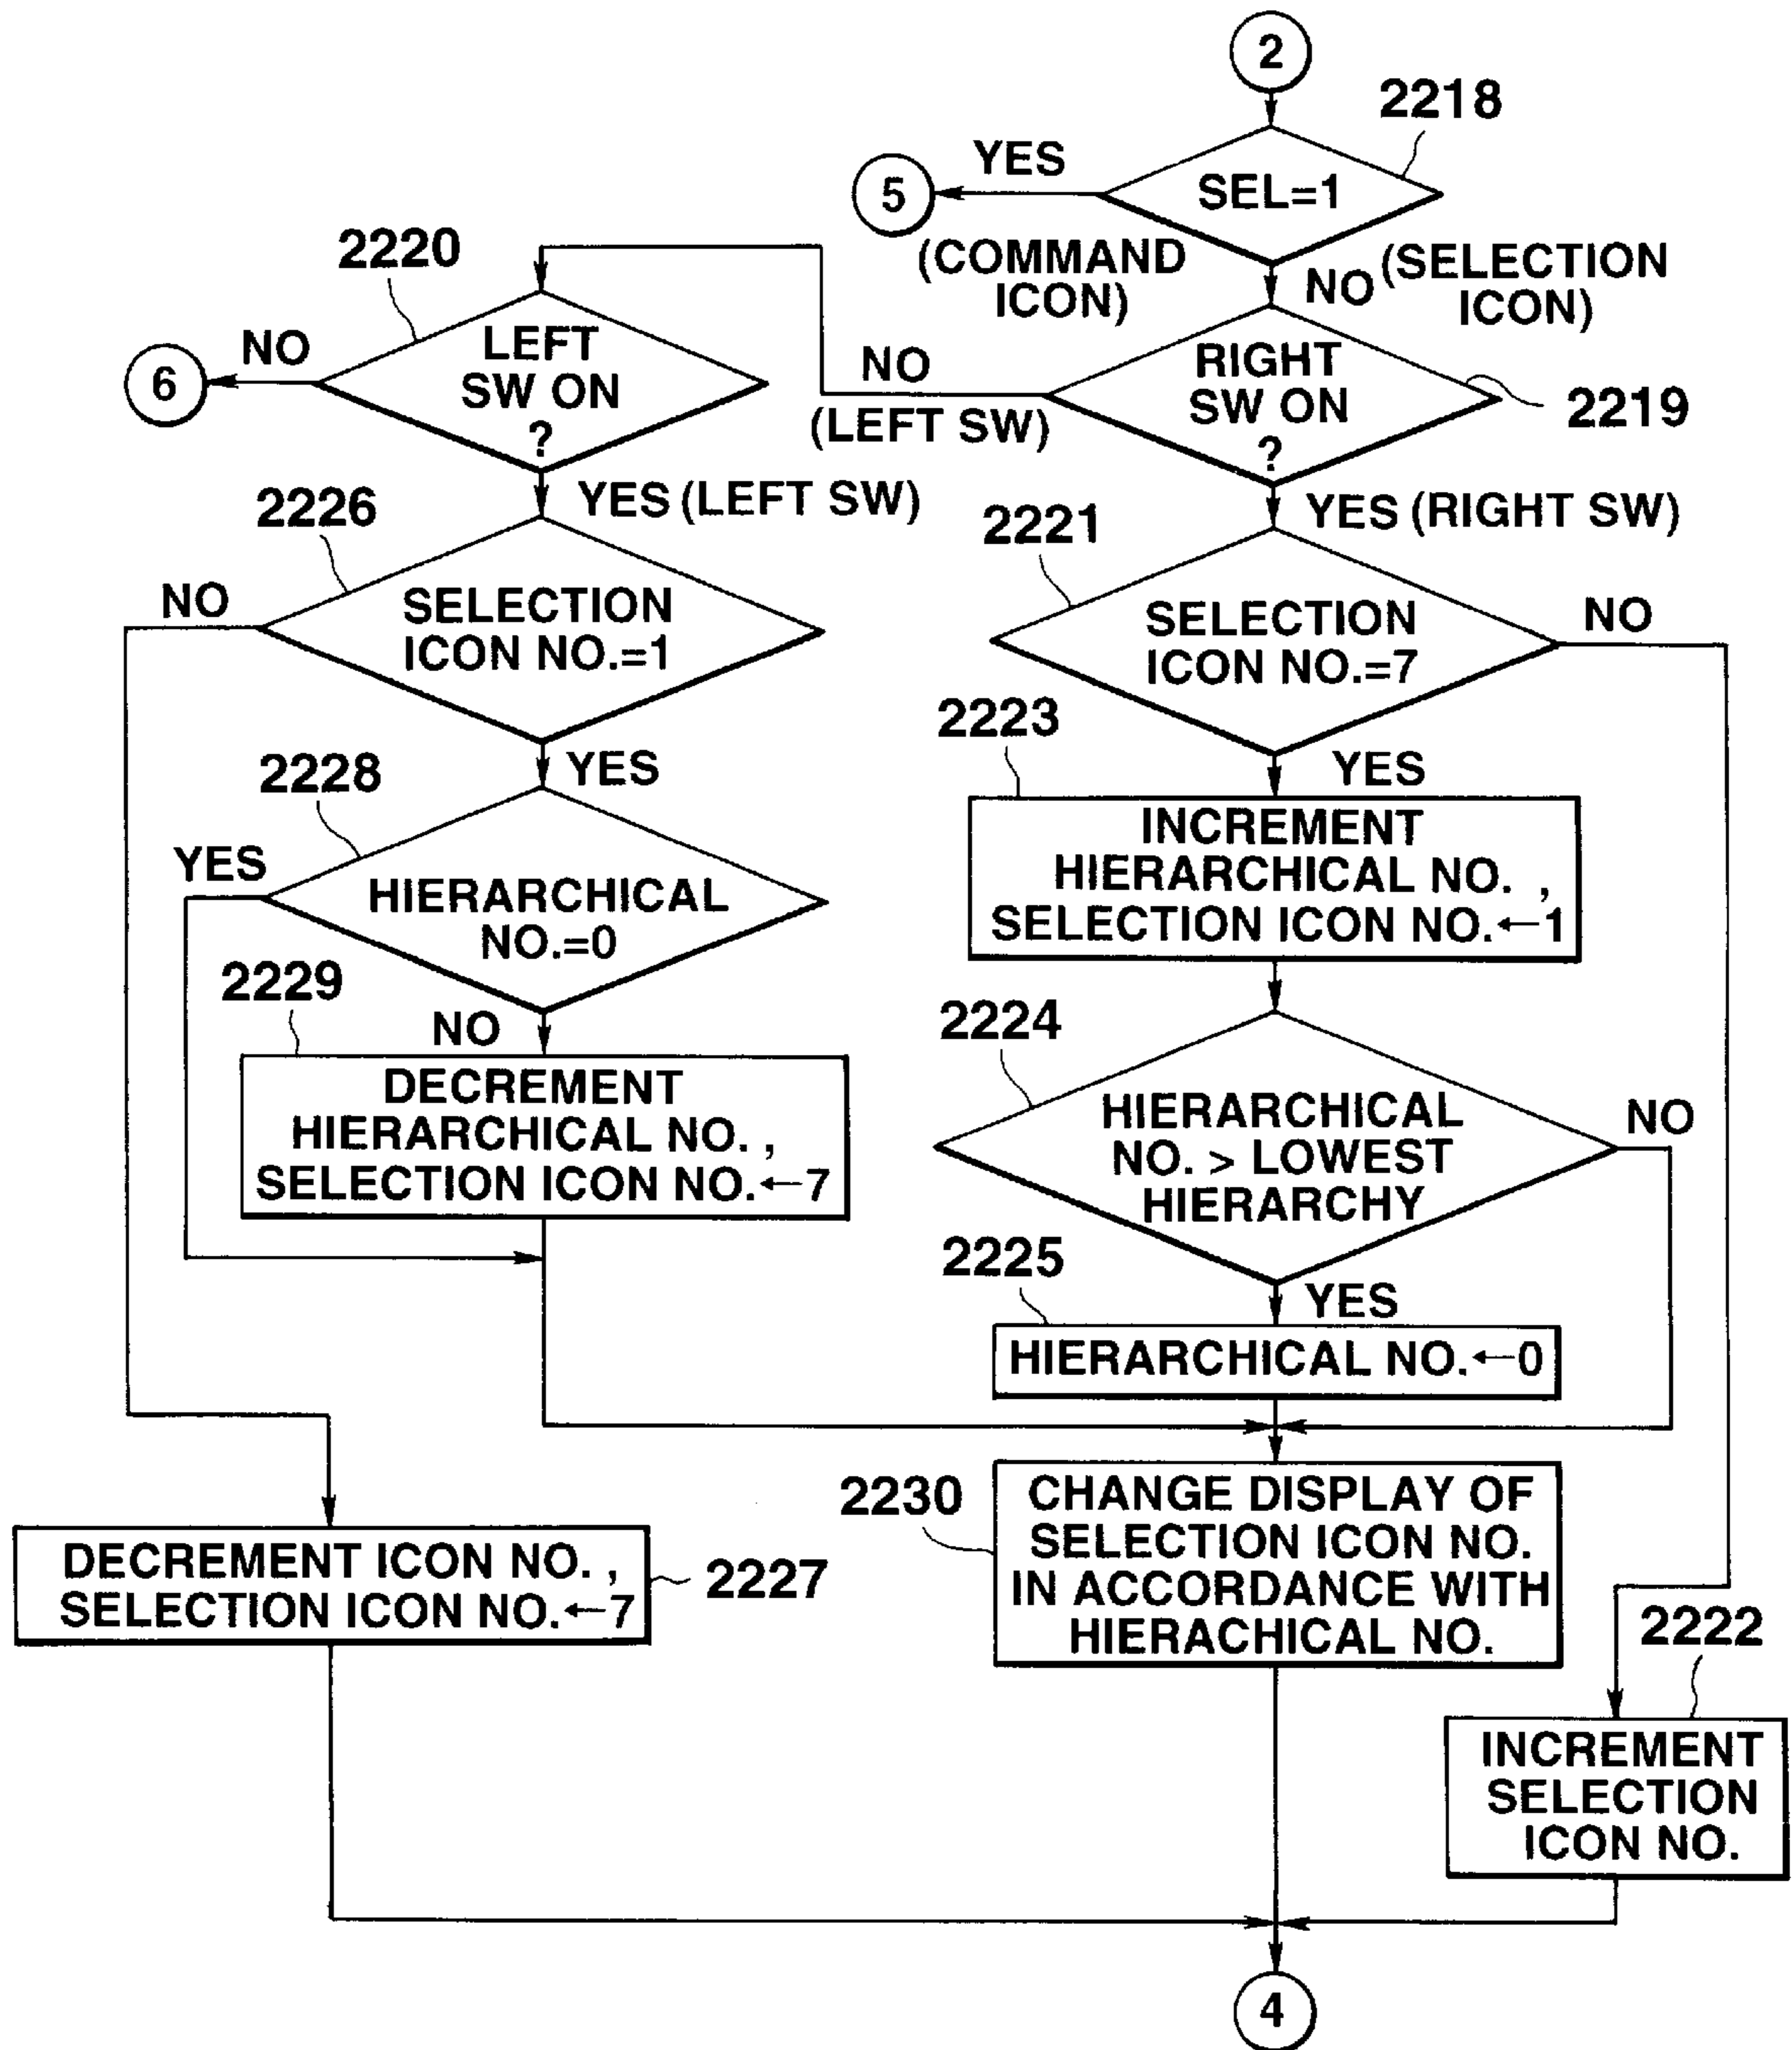 2
2218
YES
SEL=1
5
(COMMAND
ICON)
NO (SELECTION
ICON)
2220
LEFT
SW ON
?
NO
6
NO
(LEFT SW)
RIGHT
SW ON
?
2219
YES (LEFT SW)
YES (RIGHT SW)
2226
NO
SELECTION
ICON NO.=1
2221
SELECTION
ICON NO.=7
NO
YES
2223
YES
2228
YES
HIERARCHICAL
NO.=0
INCREMENT
HIERARCHICAL NO. ,
SELECTION ICON NO.←1
2229
NO
DECREMENT
HIERARCHICAL NO. ,
SELECTION ICON NO.←7
2224
HIERARCHICAL
NO. > LOWEST
HIERARCHY
NO
2225
YES
HIERARCHICAL NO.←0
2230
CHANGE DISPLAY OF
SELECTION ICON NO.
IN ACCORDANCE WITH
HIERACHICAL NO.
DECREMENT ICON NO. ,
SELECTION ICON NO.←7
2227
2222
INCREMENT
SELECTION
ICON NO.
4